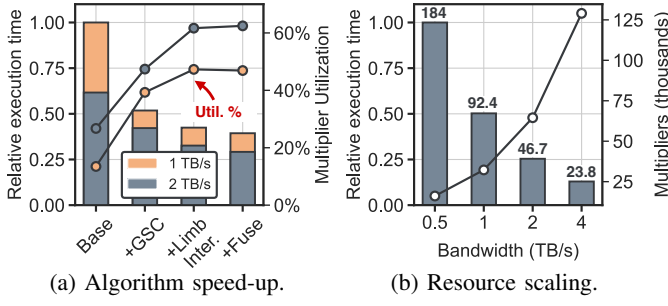 Relative execution time
1.00
0.75
0.50
0.25
0.00
60%
40%
20%
0%
Multiplier Utilization
Util. %
1 TB/s
2 TB/s
Base
+GSC
+Limb
Inter.
+Fuse
(a) Algorithm speed-up.
Relative execution time
1.00
0.75
0.50
0.25
0.00
184
92.4
46.7
23.8
125
100
75
50
25
Multipliers (thousands)
0.5
1
2
4
Bandwidth (TB/s)
(b) Resource scaling.